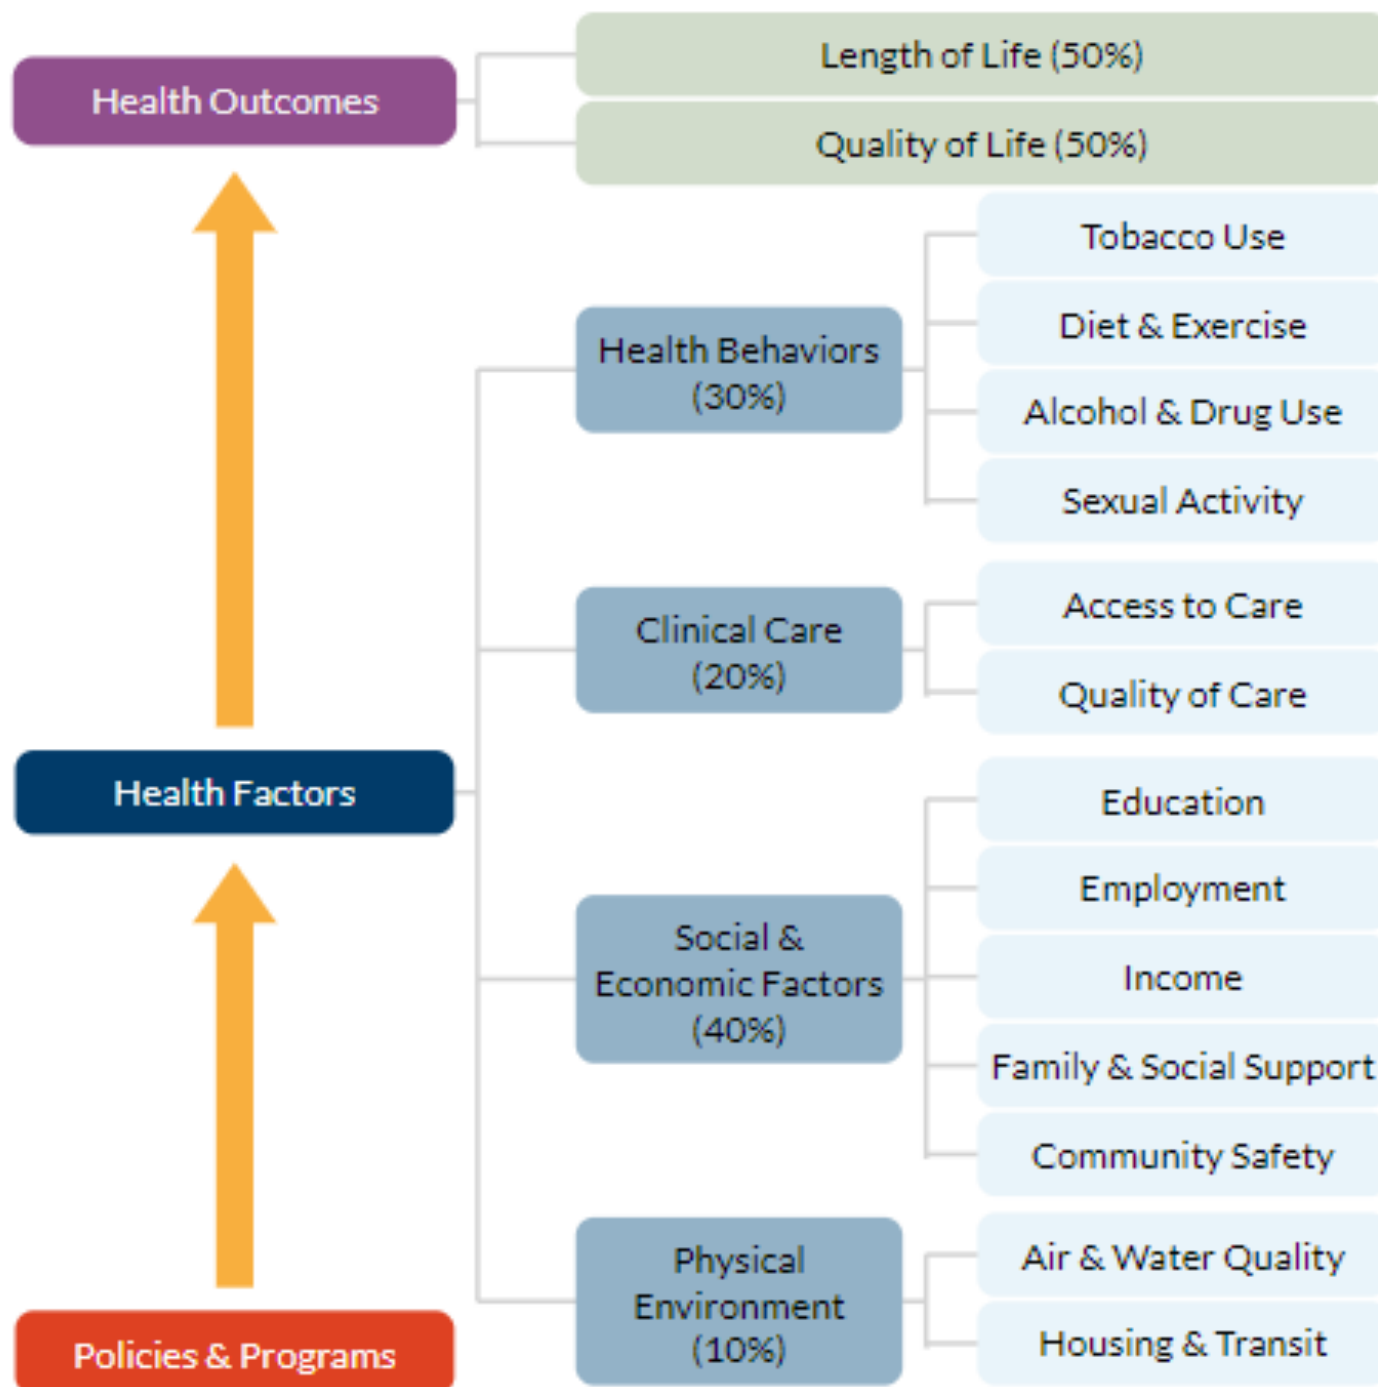 Health Outcomes
Length of Life (50%)
Quality of Life (50%)
Health Factors
Health Behaviors
(30%)
Tobacco Use
Diet & Exercise
Alcohol & Drug Use
Sexual Activity
Clinical Care
(20%)
Access to Care
Quality of Care
Social &
Economic Factors
(40%)
Education
Employment
Income
Family & Social Support
Community Safety
Physical
Environment
(10%)
Air & Water Quality
Housing & Transit
Policies & Programs